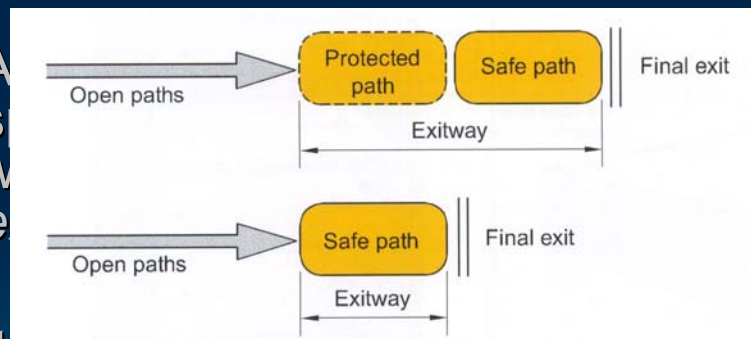 Protected path
Safe path
Final exit
Open paths
Exitway
Safe path
Final exit
Open paths
Exitway